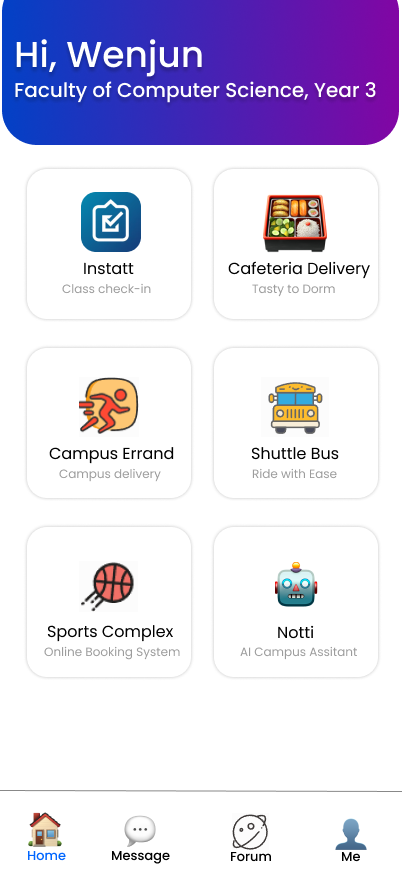 Hi, Wenjun
Faculty of Computer Science, Year 3
Instatt
Class check-in
Cafeteria Delivery
Tasty to Dorm
Campus Errand
Campus delivery
Shuttle Bus
Ride with Ease
Sports Complex
Online Booking System
Notti
AI Campus Assitant
Home
Message
Forum
Me